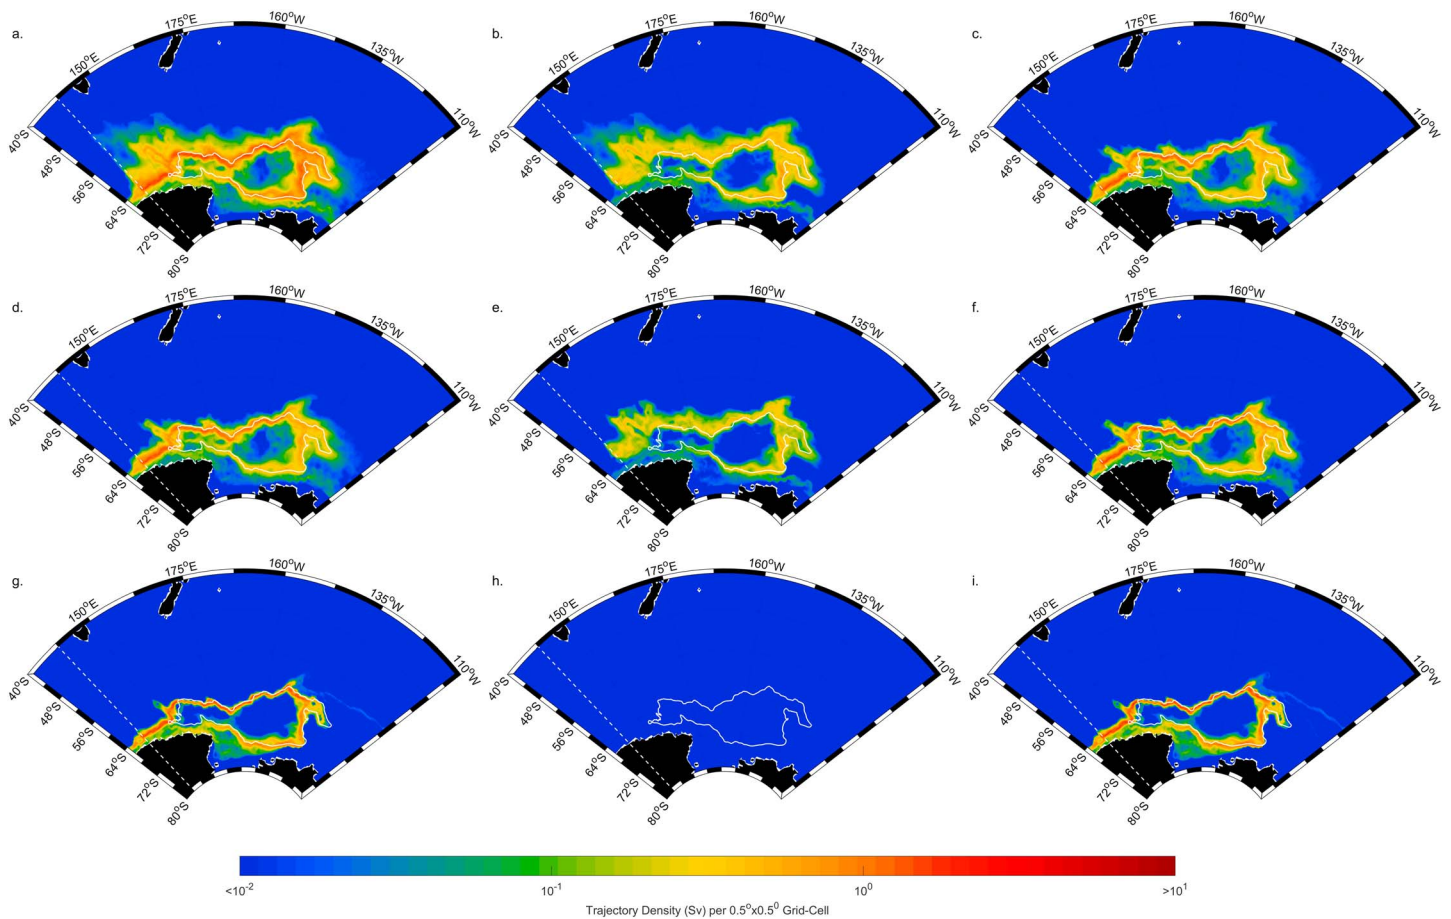 a.
150°E
175°E
160°W
135°W
110°W
40°S
48°S
56°S
64°S
72°S
80°S
b.
150°E
175°E
160°W
135°W
110°W
40°S
48°S
56°S
64°S
72°S
80°S
c.
150°E
175°E
160°W
135°W
110°W
40°S
48°S
56°S
64°S
72°S
80°S
d.
150°E
175°E
160°W
135°W
110°W
40°S
48°S
56°S
64°S
72°S
80°S
e.
150°E
175°E
160°W
135°W
110°W
40°S
48°S
56°S
64°S
72°S
80°S
f.
150°E
175°E
160°W
135°W
110°W
40°S
48°S
56°S
64°S
72°S
80°S
g.
150°E
175°E
160°W
135°W
110°W
40°S
48°S
56°S
64°S
72°S
80°S
h.
150°E
175°E
160°W
135°W
110°W
40°S
48°S
56°S
64°S
72°S
80°S
i.
150°E
175°E
160°W
135°W
110°W
40°S
48°S
56°S
64°S
72°S
80°S
<10⁻² 10⁻¹ 10⁰ >10¹
Trajectory Density (Sv) per 0.5°x0.5⁰ Grid-Cell